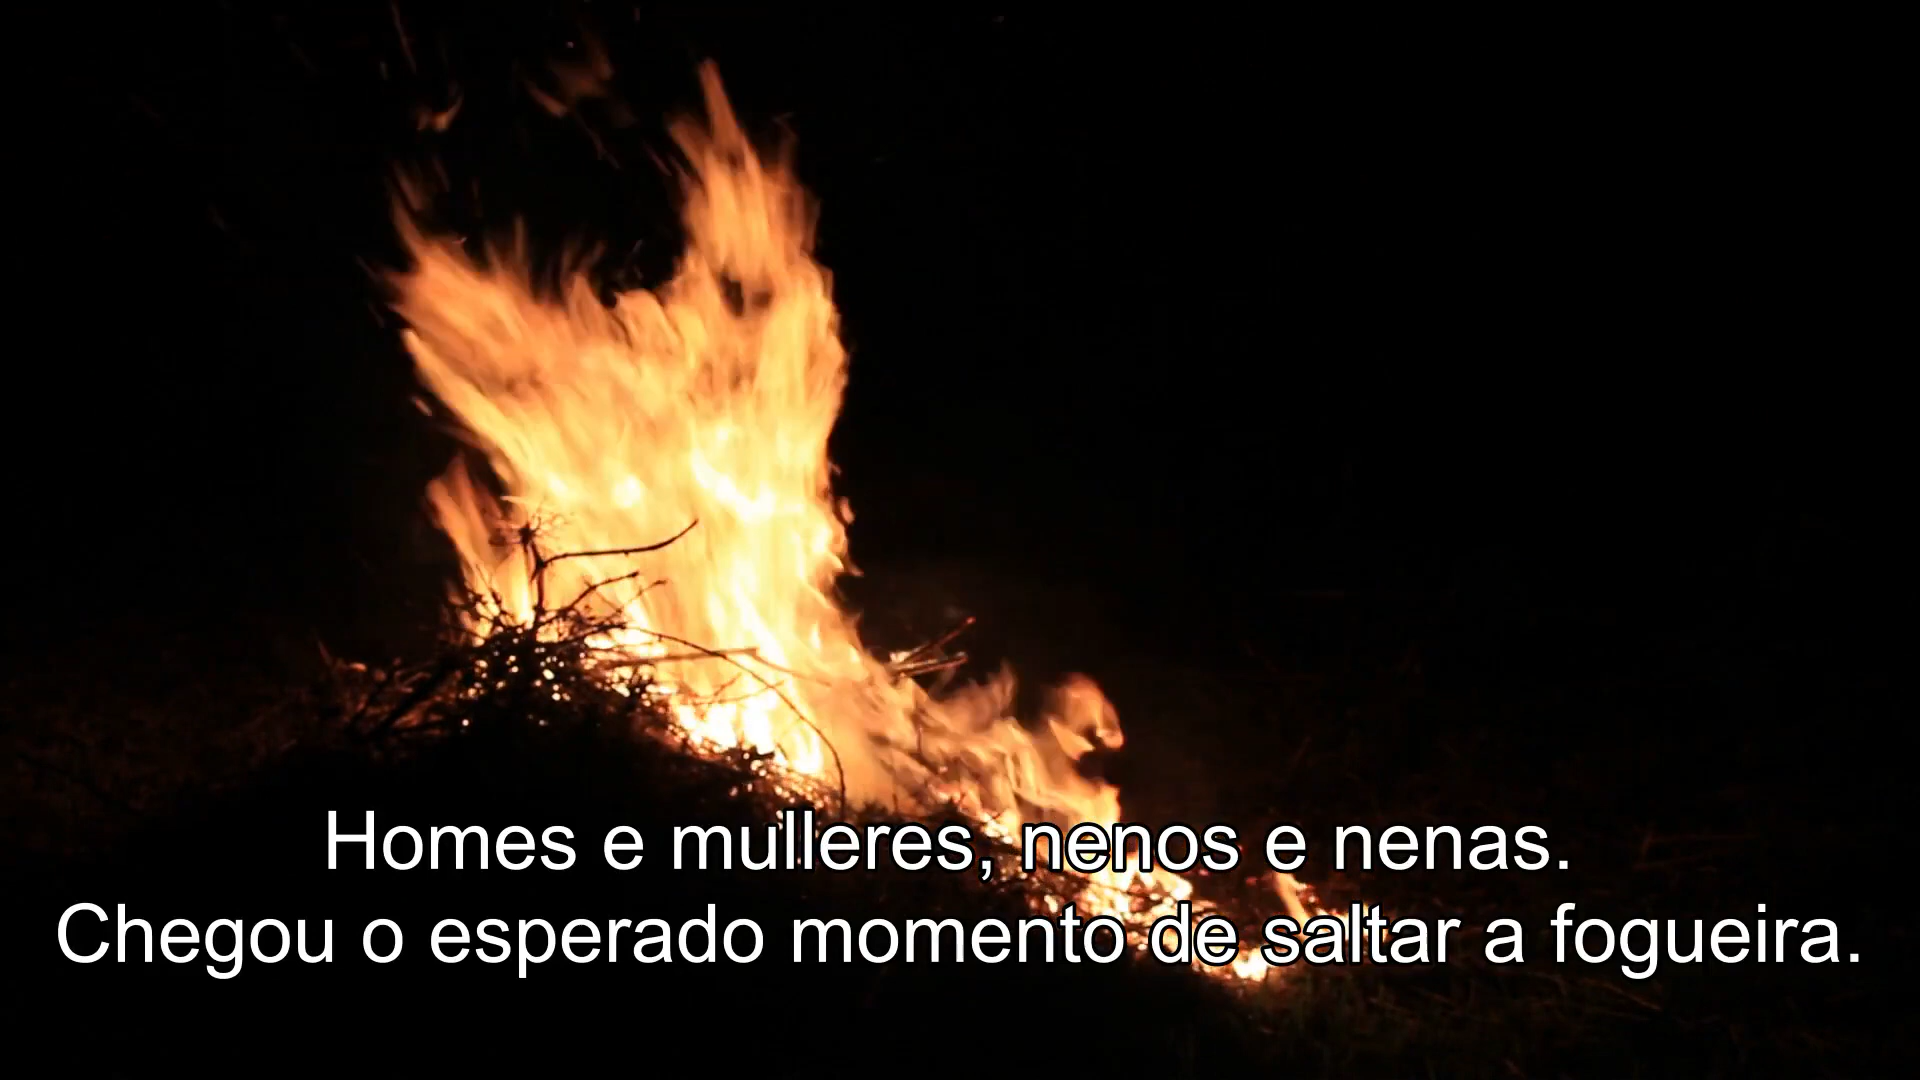 Homes e mulleres, nenos e nenas.
Chegou o esperado momento de saltar a fogueira.